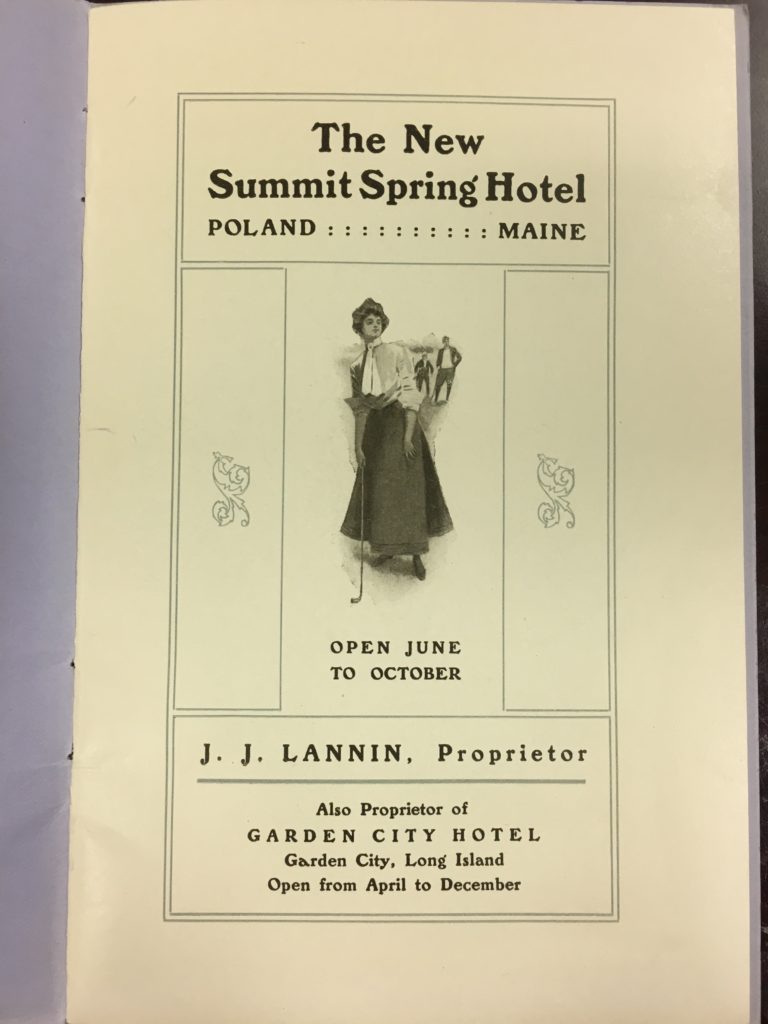 The New
Summit Spring Hotel
POLAND : : : : : : : : : : MAINE
OPEN JUNE
TO OCTOBER
J. J. LANNIN, Proprietor
Also Proprietor of
GARDEN CITY HOTEL
Garden City, Long Island
Open from April to December